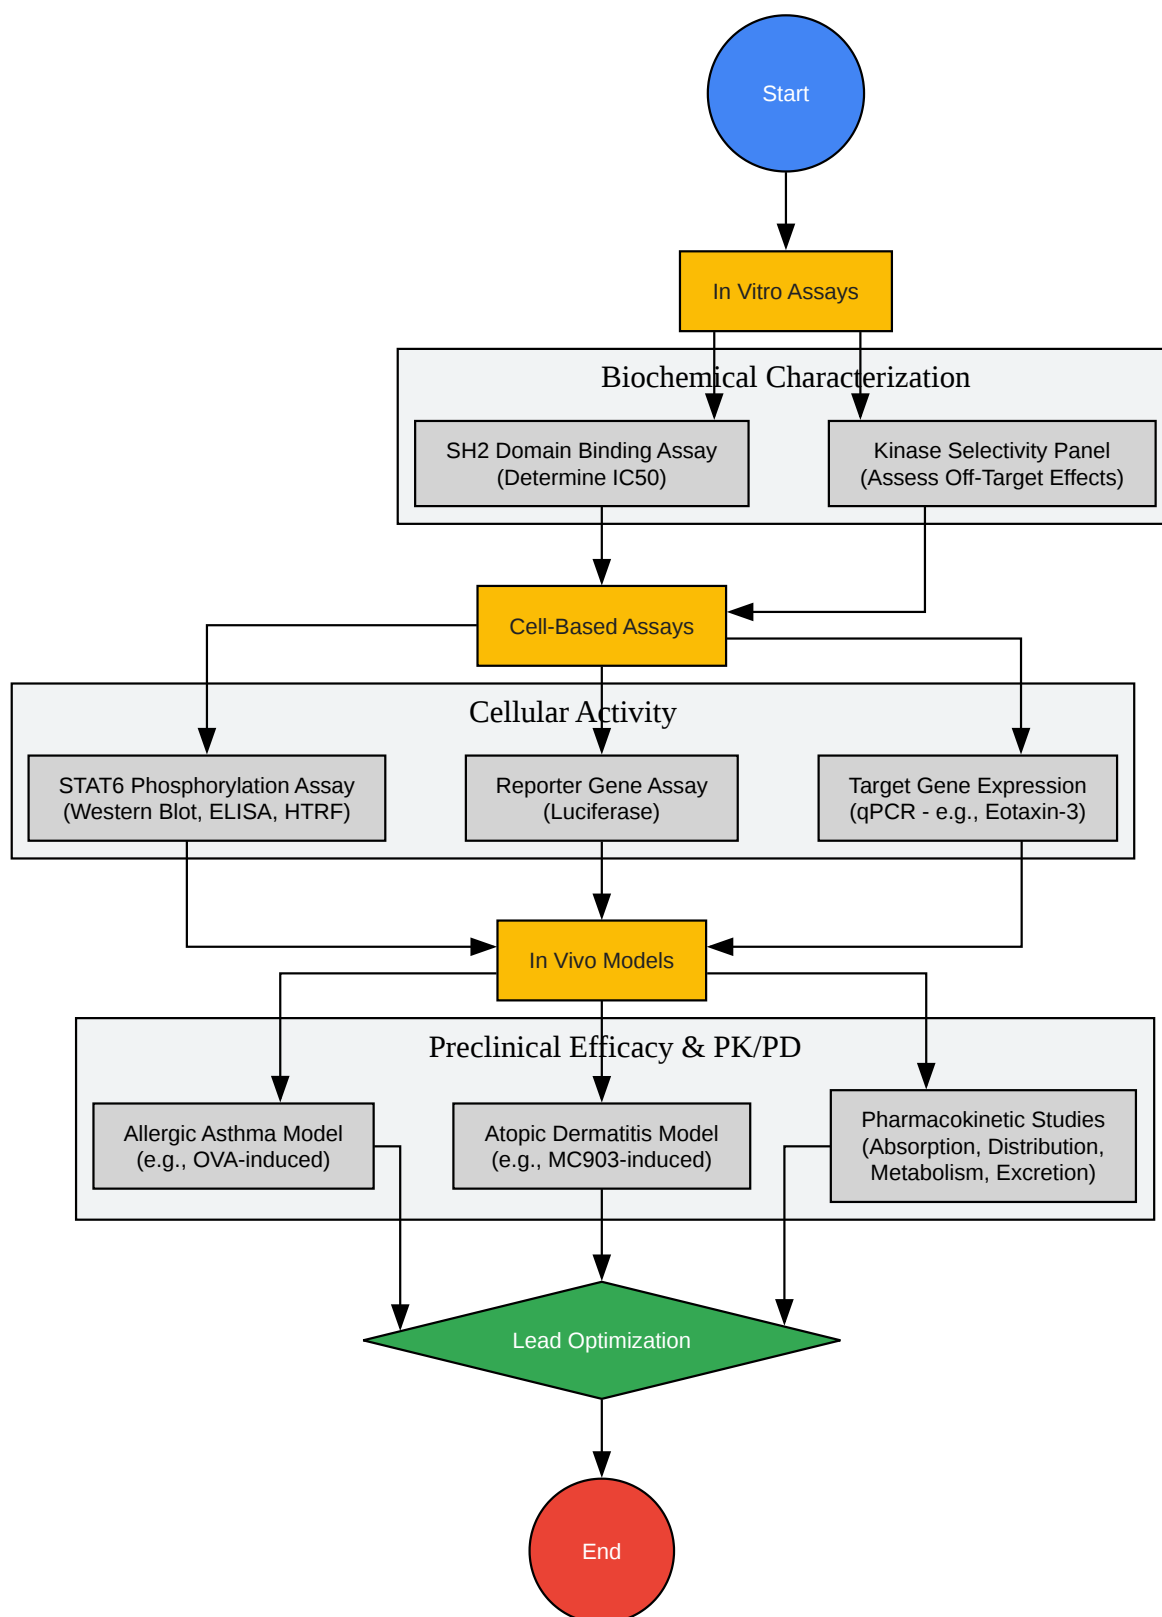 Start
In Vitro Assays
Biochemical Characterization
SH2 Domain Binding Assay
(Determine IC50)
Kinase Selectivity Panel
(Assess Off-Target Effects)
Cell-Based Assays
Cellular Activity
STAT6 Phosphorylation Assay
(Western Blot, ELISA, HTRF)
Reporter Gene Assay
(Luciferase)
Target Gene Expression
(qPCR - e.g., Eotaxin-3)
In Vivo Models
Preclinical Efficacy & PK/PD
Allergic Asthma Model
(e.g., OVA-induced)
Atopic Dermatitis Model
(e.g., MC903-induced)
Pharmacokinetic Studies
(Absorption, Distribution,
Metabolism, Excretion)
Lead Optimization
End